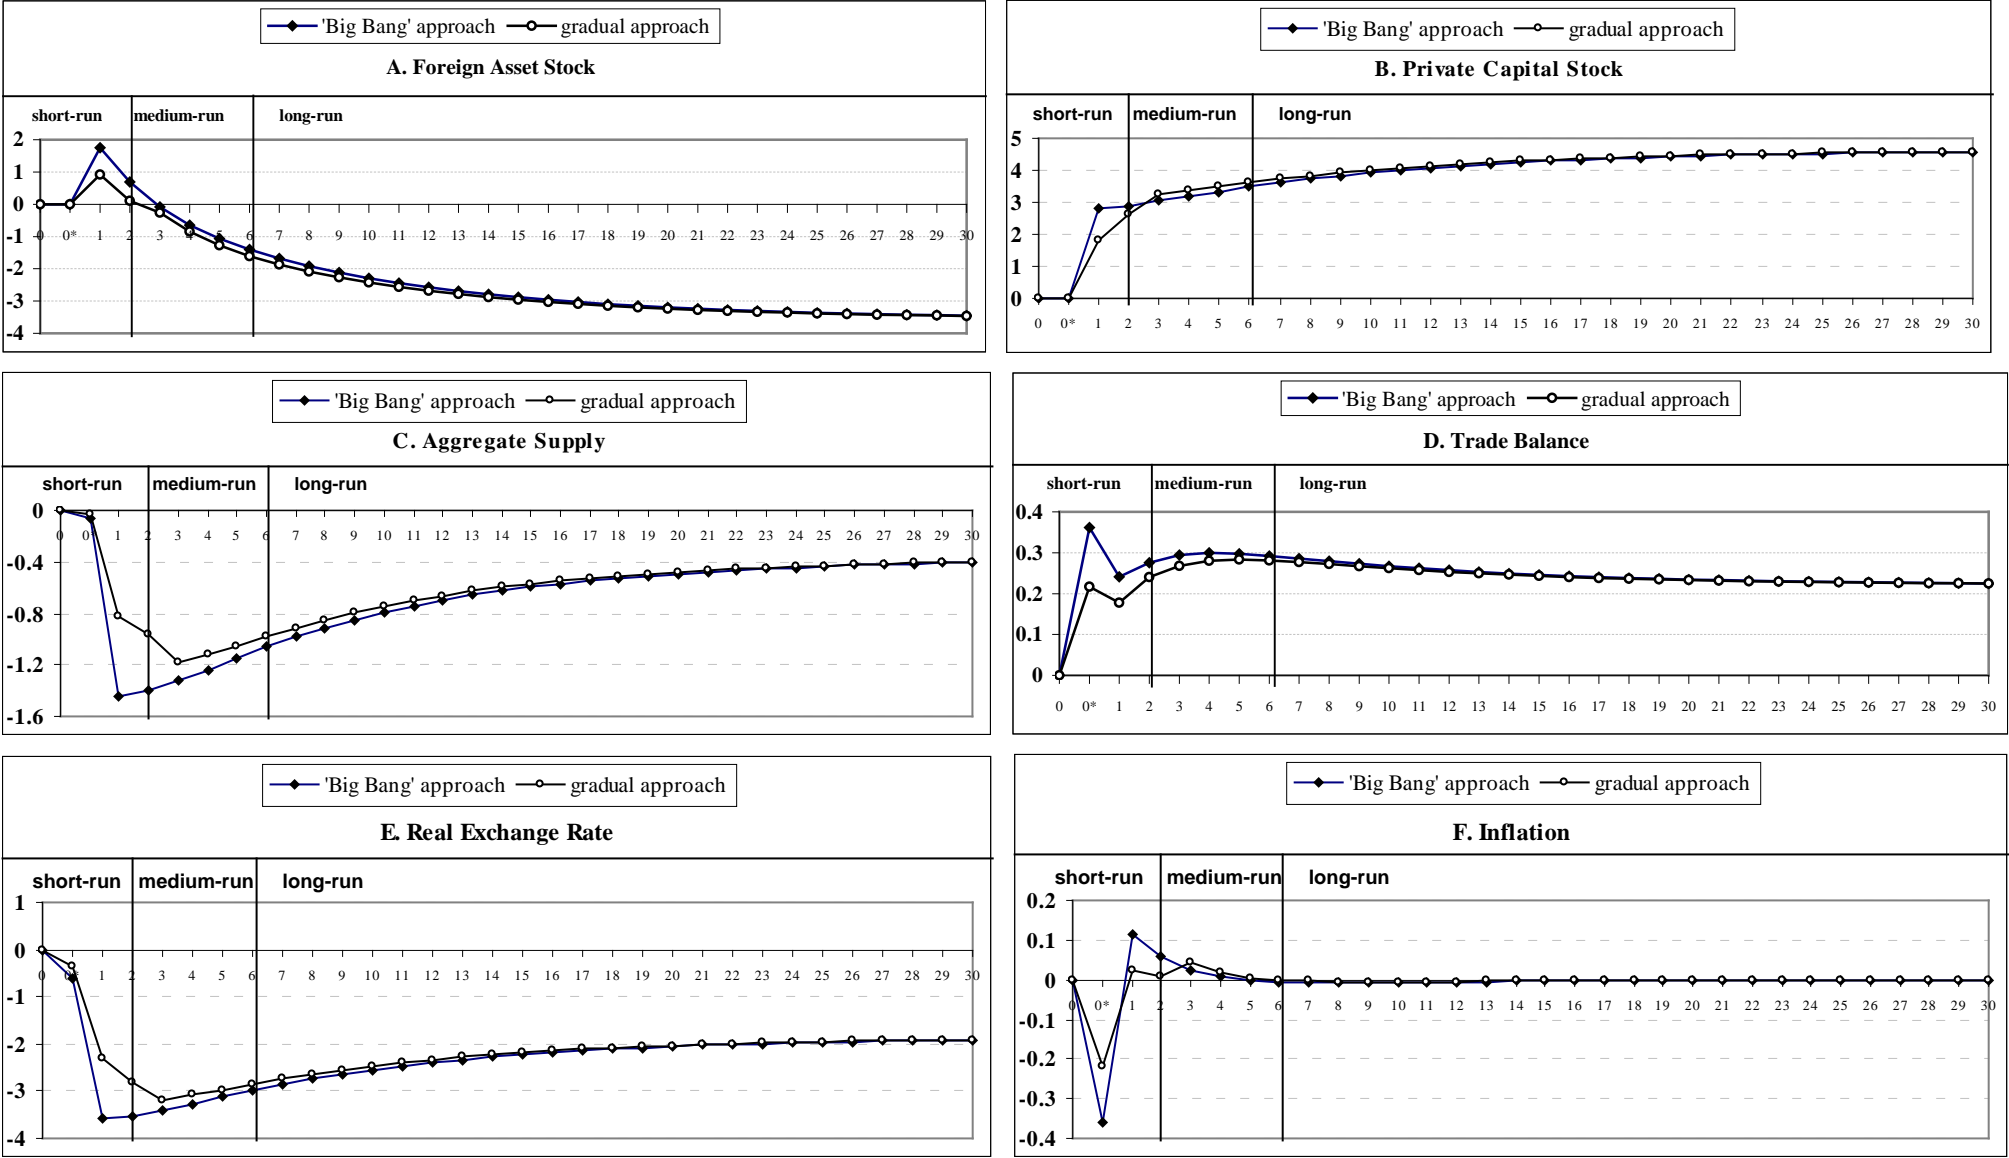 'Big Bang' approach gradual approach
A. Foreign Asset Stock
short-run medium-run long-run
2
1
0
-1
-2
-3
-4
0 0* 1 2 3 4 5 6 7 8 9 10 11 12 13 14 15 16 17 18 19 20 21 22 23 24 25 26 27 28 29 30
'Big Bang' approach gradual approach
B. Private Capital Stock
short-run medium-run long-run
5
4
3
2
1
0
0 0* 1 2 3 4 5 6 7 8 9 10 11 12 13 14 15 16 17 18 19 20 21 22 23 24 25 26 27 28 29 30
'Big Bang' approach gradual approach
C. Aggregate Supply
short-run medium-run long-run
0
-0.4
-0.8
-1.2
-1.6
0 0* 1 2 3 4 5 6 7 8 9 10 11 12 13 14 15 16 17 18 19 20 21 22 23 24 25 26 27 28 29 30
'Big Bang' approach gradual approach
D. Trade Balance
short-run medium-run long-run
0.4
0.3
0.2
0.1
0
0 0* 1 2 3 4 5 6 7 8 9 10 11 12 13 14 15 16 17 18 19 20 21 22 23 24 25 26 27 28 29 30
'Big Bang' approach gradual approach
E. Real Exchange Rate
short-run medium-run long-run
1
0
-1
-2
-3
-4
0 0* 1 2 3 4 5 6 7 8 9 10 11 12 13 14 15 16 17 18 19 20 21 22 23 24 25 26 27 28 29 30
'Big Bang' approach gradual approach
F. Inflation
short-run medium-run long-run
0.2
0.1
0
-0.1
-0.2
-0.3
-0.4
0 0* 1 2 3 4 5 6 7 8 9 10 11 12 13 14 15 16 17 18 19 20 21 22 23 24 25 26 27 28 29 30